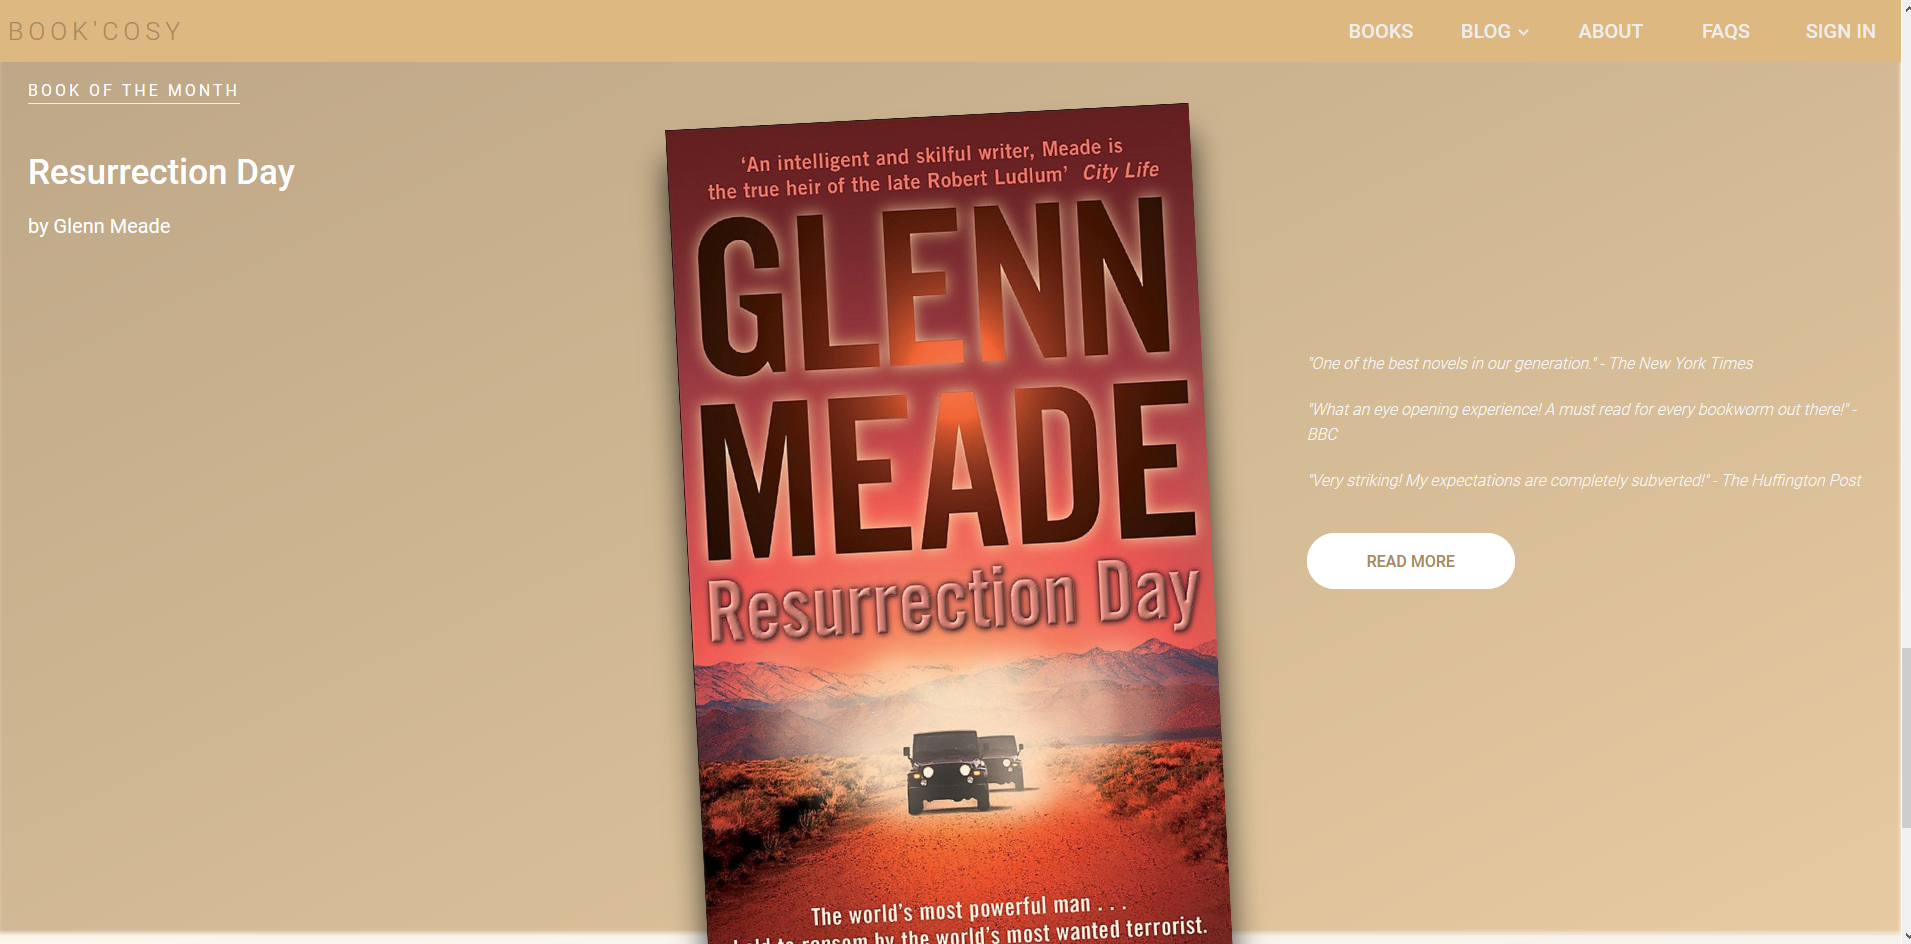 BOOK'COSY
BOOKS
BLOG
ABOUT
FAQS
SIGN IN
BOOK OF THE MONTH
Resurrection Day
by Glenn Meade
‘An intelligent and skilful writer, Meade is
the true heir of the late Robert Ludlum’ City Life
GLENN
MEADE
Resurrection Day
The world’s most powerful man . . .
held to ransom by the world’s most wanted terrorist.
"One of the best novels in our generation." - The New York Times
"What an eye opening experience! A must read for every bookworm out there!" -
BBC
"Very striking! My expectations are completely subverted!" - The Huffington Post
READ MORE